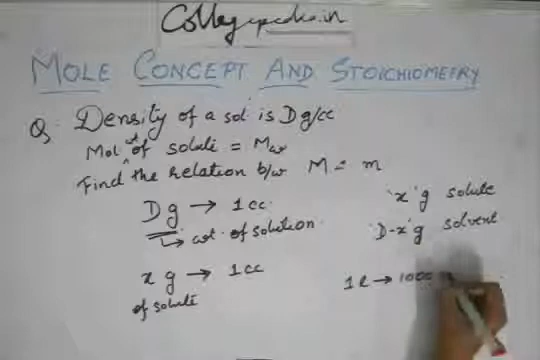 Collegepedia.in
MOLE CONCEPT AND STOICHIOMETRY
Q. Density of a sol is D g/cc
Mol wt of solute = Mw
Find the relation b/w M = m
Dg → 1 cc
↳ wt. of solution
'x' g solute
'D-x' g solvent
x g → 1 cc
of solute
1 l → 1000